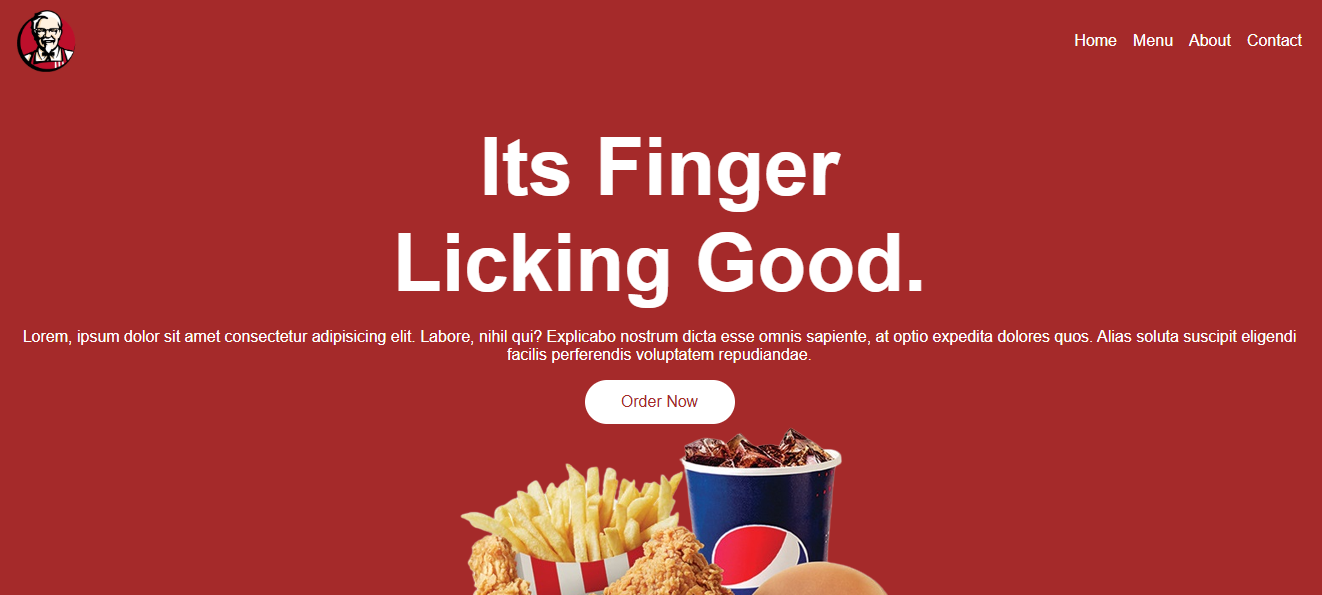 Home Menu About Contact
Its Finger
Licking Good.
Lorem, ipsum dolor sit amet consectetur adipisicing elit. Labore, nihil qui? Explicabo nostrum dicta esse omnis sapiente, at optio expedita dolores quos. Alias soluta suscipit eligendi
facilis perferendis voluptatem repudiandae.
Order Now